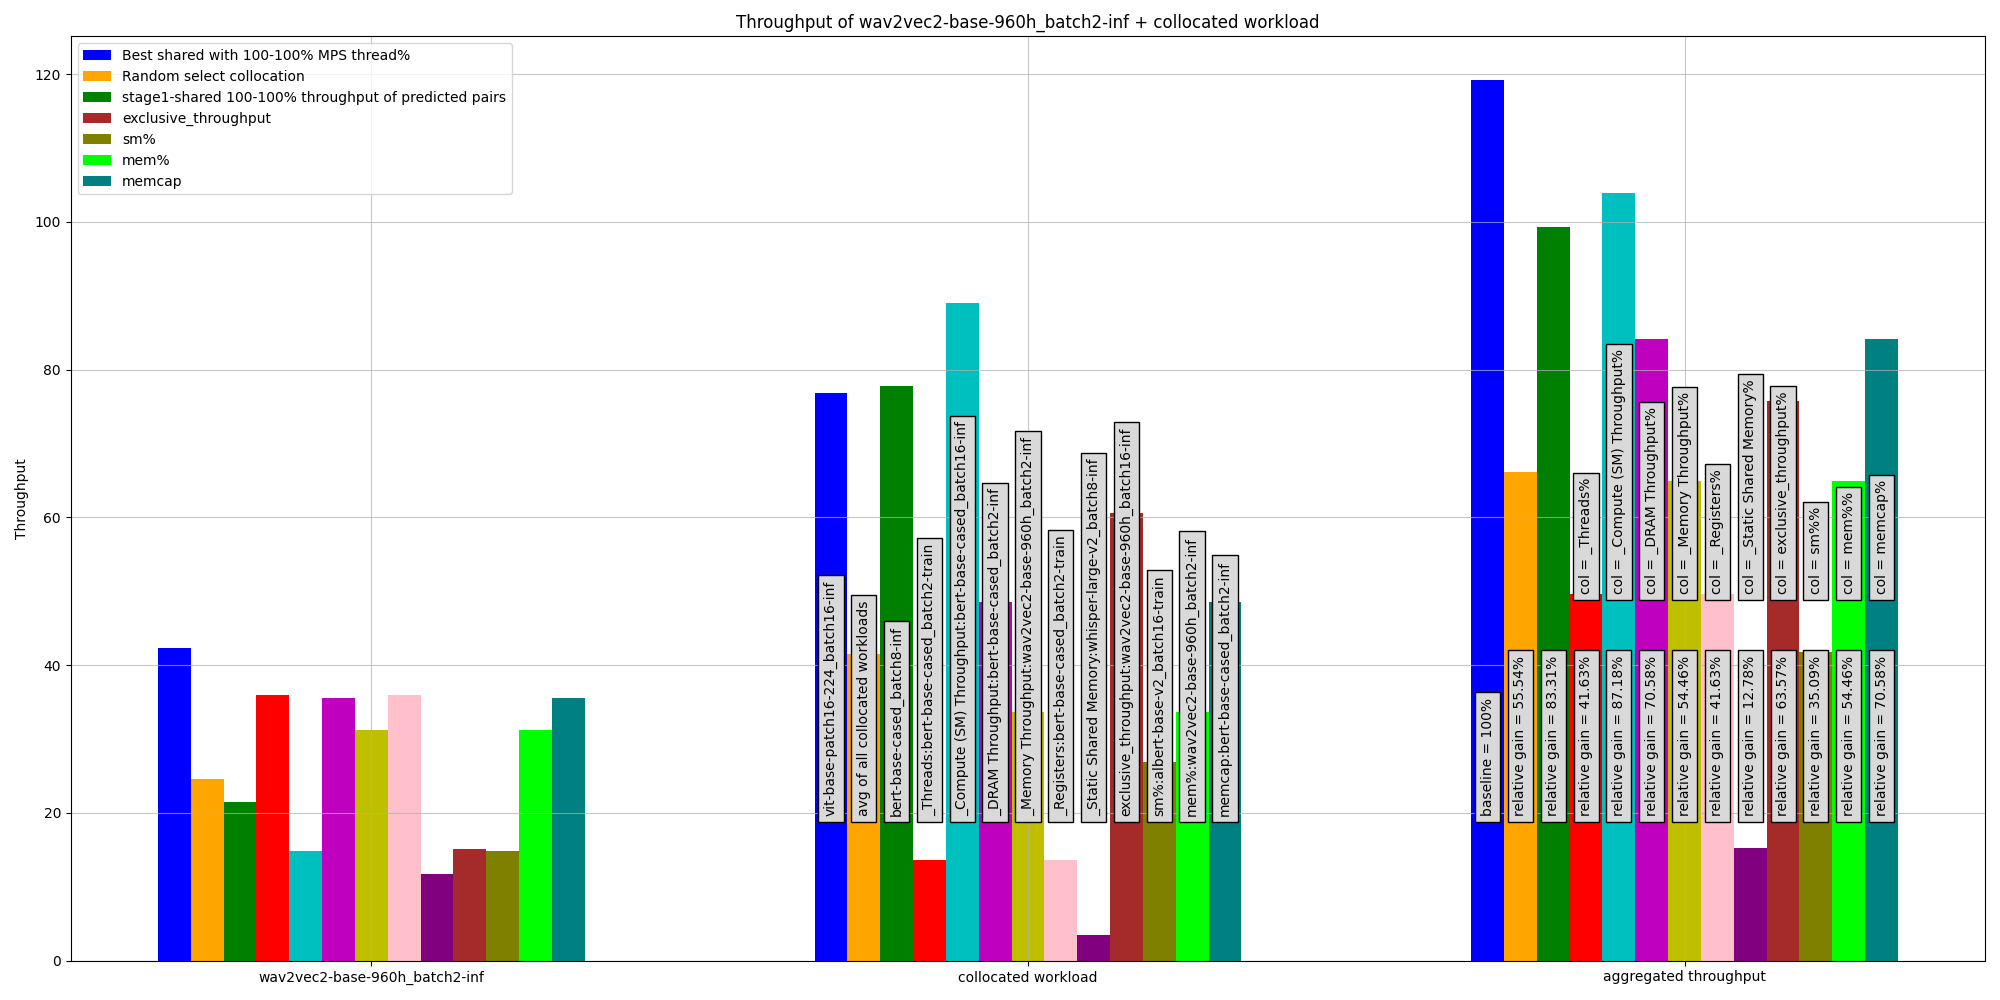 Throughput of wav2vec2-base-960h_batch2-inf + collocated workload
Best shared with 100-100% MPS thread%
Random select collocation
stage1-shared 100-100% throughput of predicted pairs
exclusive_throughput
sm%
mem%
memcap
Throughput
120
100
80
60
40
20
0
vit-base-patch16-224_batch16-inf
avg of all collocated workloads
bert-base-cased_batch8-inf
_Threads:bert-base-cased_batch2-train
_Compute (SM) Throughput:bert-base-cased_batch16-inf
_DRAM Throughput:bert-base-cased_batch2-inf
_Memory Throughput:wav2vec2-base-960h_batch2-inf
_Registers:bert-base-cased_batch2-train
_Static Shared Memory:whisper-large-v2_batch8-inf
exclusive_throughput:wav2vec2-base-960h_batch16-inf
sm%:albert-base-v2_batch16-train
mem%:wav2vec2-base-960h_batch2-inf
memcap:bert-base-cased_batch2-inf
col = _Threads%
col = _Compute (SM) Throughput%
col = _DRAM Throughput%
col = _Memory Throughput%
col = _Registers%
col = _Static Shared Memory%
col = exclusive_throughput%
col = sm%%
col = mem%%
col = memcap%
baseline = 100%
relative gain = 55.54%
relative gain = 83.31%
relative gain = 41.63%
relative gain = 87.18%
relative gain = 70.58%
relative gain = 54.46%
relative gain = 41.63%
relative gain = 12.78%
relative gain = 63.57%
relative gain = 35.09%
relative gain = 54.46%
relative gain = 70.58%
wav2vec2-base-960h_batch2-inf
collocated workload
aggregated throughput